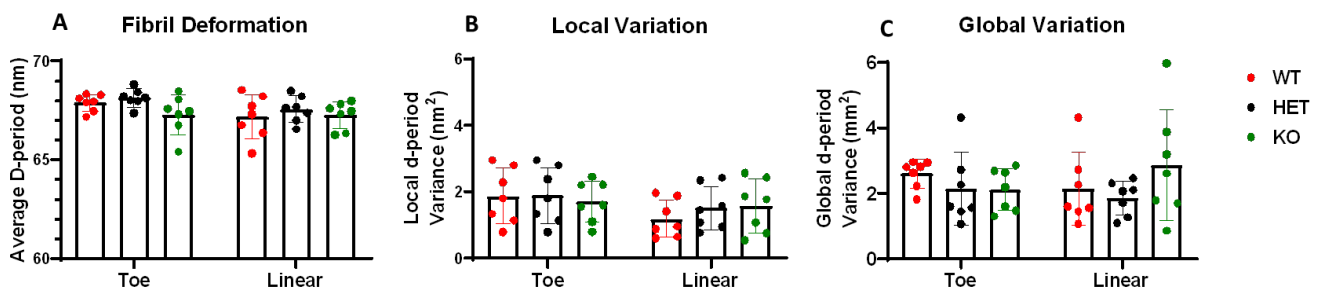 A Fibril Deformation
Average D-period (nm)
70
65
60
Toe Linear
B Local Variation
Local d-period
Variance (nm²)
6
4
2
0
Toe Linear
C Global Variation
Global d-period
Variance (mm²)
6
4
2
0
Toe Linear
WT
HET
KO